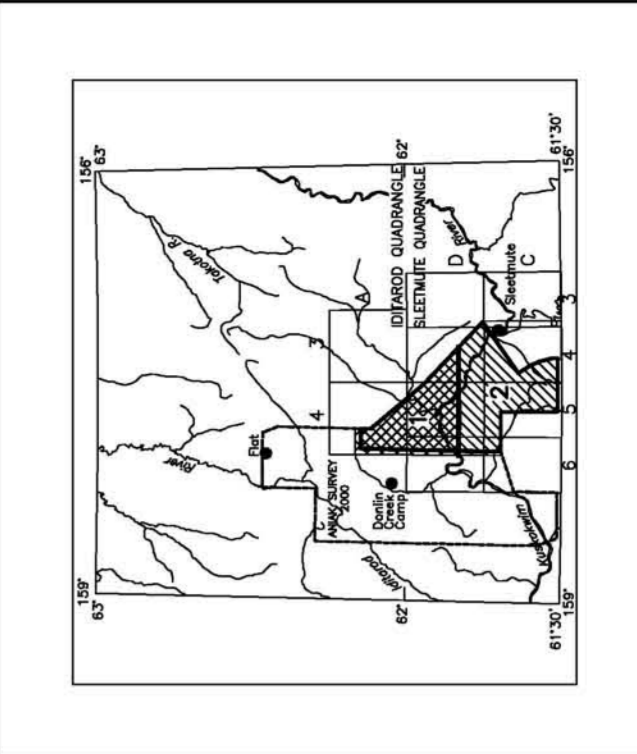 159°
156°
63°
63°
Takotna R.
River
Flat
4
3
A
ANIAK SURVEY
2000
Iditarod
Donlin
Creek
Camp
1
62°
62°
IDITAROD QUADRANGLE
SLEETMUTE QUADRANGLE
D
River
2
C
Sleetmute
Kuskokwim
6
5
4
3
61°30'
61°30'
159°
156°